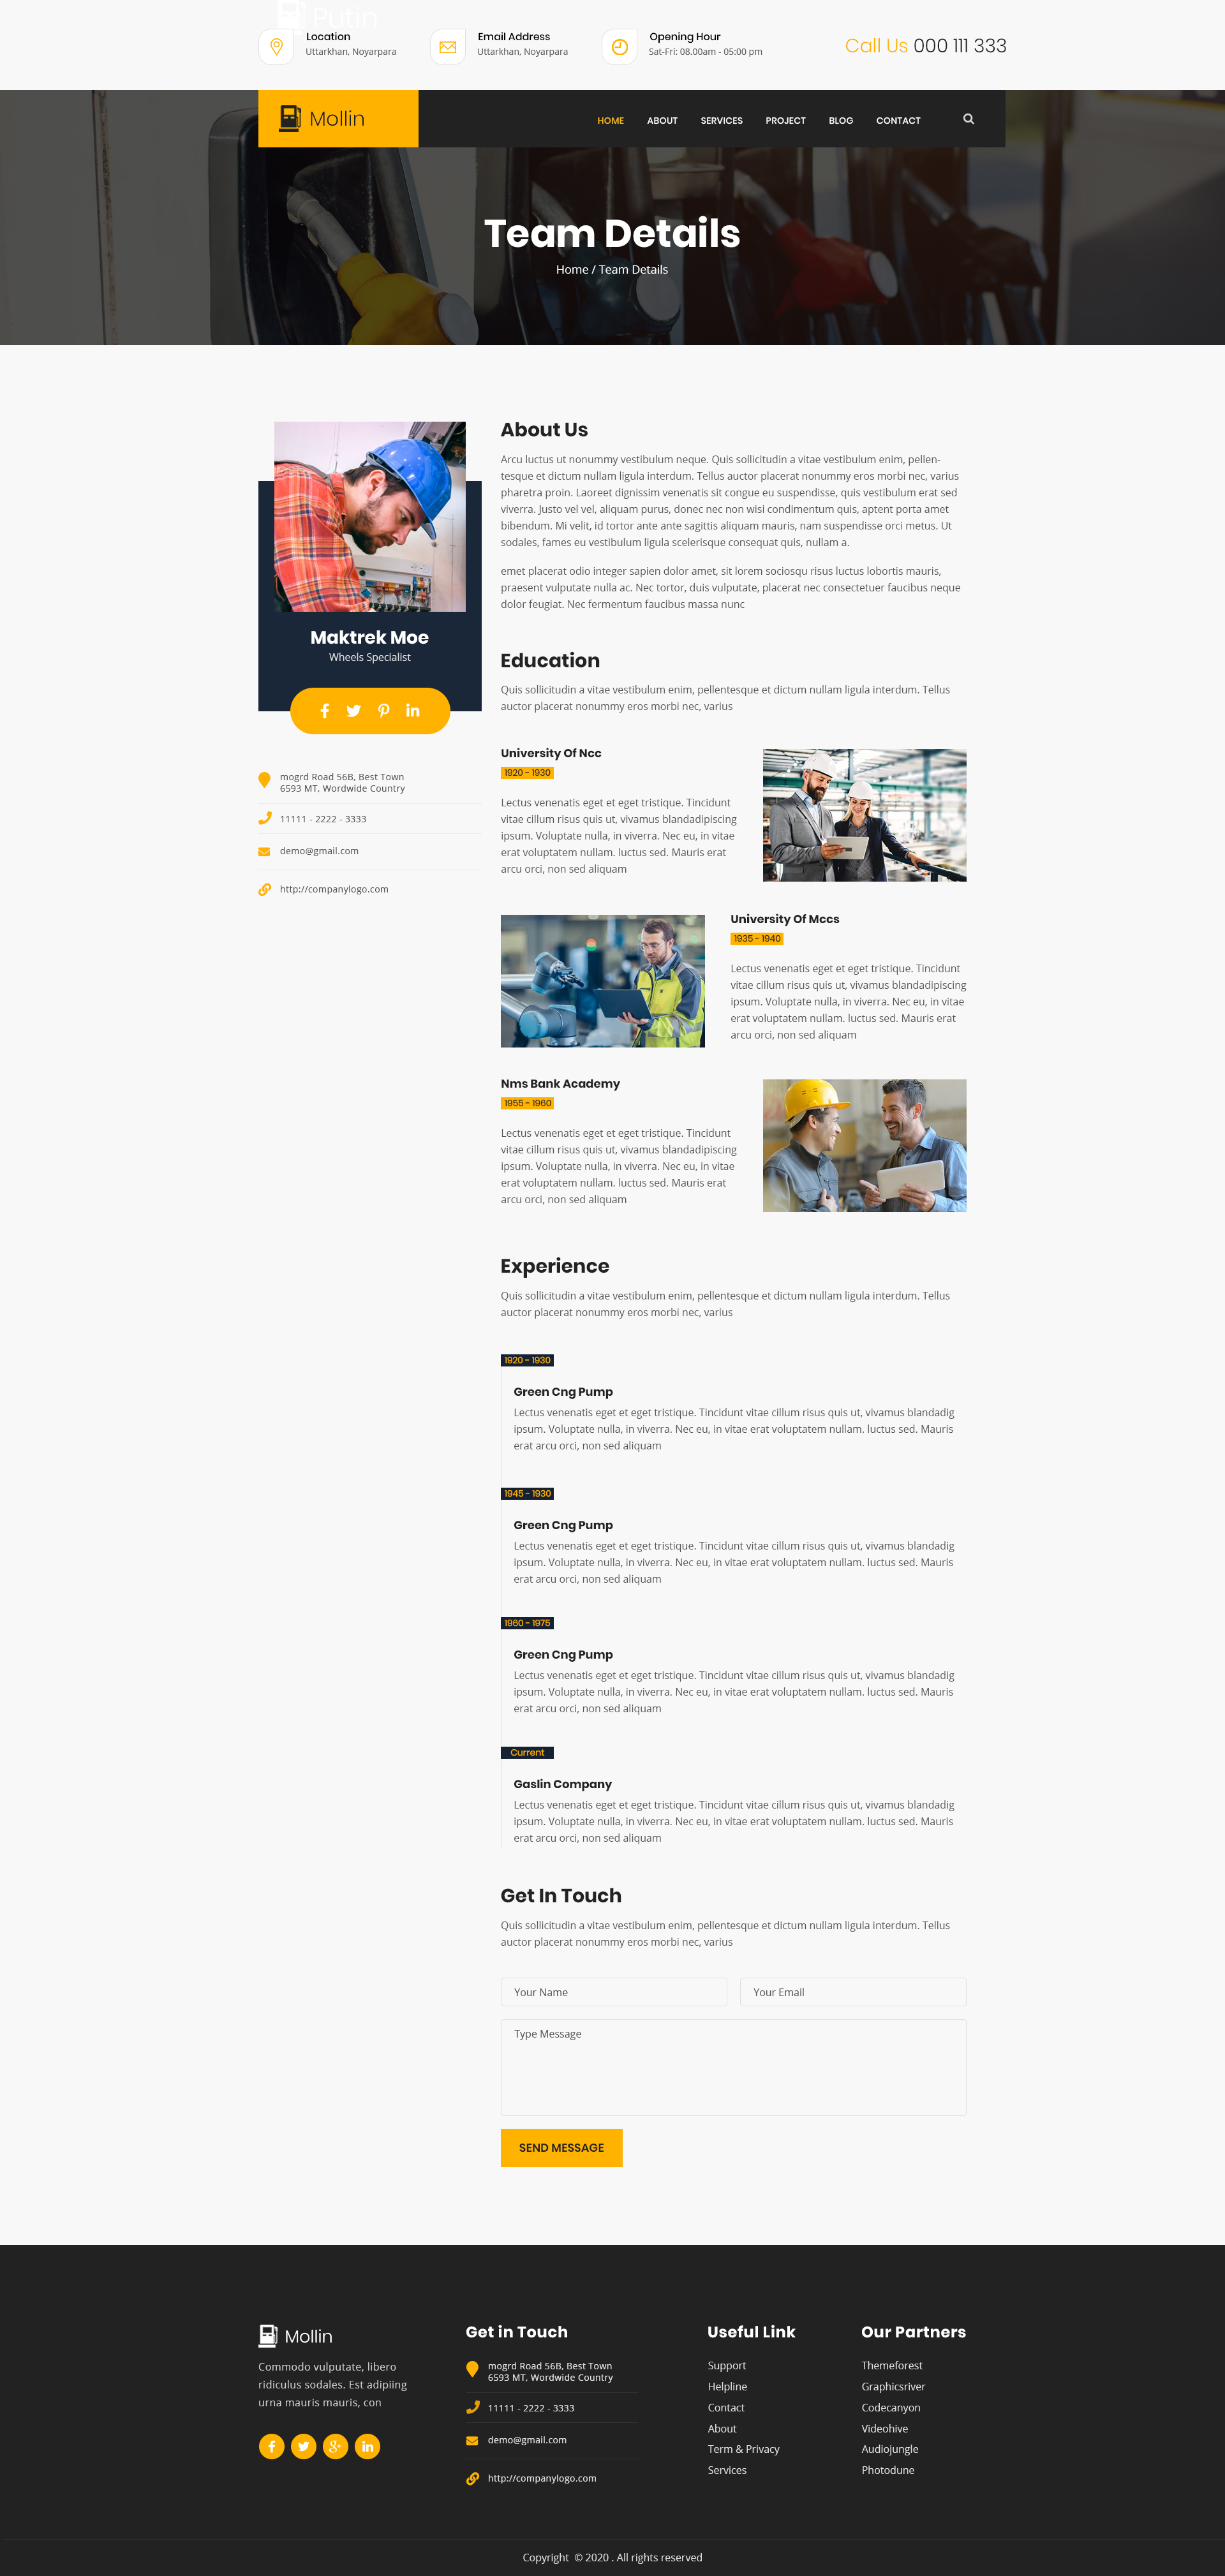 Putin
Location
Uttarkhan, Noyarpara
Email Address
Uttarkhan, Noyarpara
Opening Hour
Sat-Fri: 08.00am - 05:00 pm
Call Us 000 111 333
Mollin
HOME ABOUT SERVICES PROJECT BLOG CONTACT
Team Details
Home / Team Details
Maktrek Moe
Wheels Specialist
mogrd Road 56B, Best Town
6593 MT, Wordwide Country
11111 - 2222 - 3333
demo@gmail.com
http://companylogo.com
About Us
Arcu luctus ut nonummy vestibulum neque. Quis sollicitudin a vitae vestibulum enim, pellen-
tesque et dictum nullam ligula interdum. Tellus auctor placerat nonummy eros morbi nec, varius
pharetra proin. Laoreet dignissim venenatis sit congue eu suspendisse, quis vestibulum erat sed
viverra. Justo vel vel, aliquam purus, donec nec non wisi condimentum quis, aptent porta amet
bibendum. Mi velit, id tortor ante ante sagittis aliquam mauris, nam suspendisse orci metus. Ut
sodales, fames eu vestibulum ligula scelerisque consequat quis, nullam a.
emet placerat odio integer sapien dolor amet, sit lorem sociosqu risus luctus lobortis mauris,
praesent vulputate nulla ac. Nec tortor, duis vulputate, placerat nec consectetuer faucibus neque
dolor feugiat. Nec fermentum faucibus massa nunc
Education
Quis sollicitudin a vitae vestibulum enim, pellentesque et dictum nullam ligula interdum. Tellus
auctor placerat nonummy eros morbi nec, varius
University Of Ncc
1920 - 1930
Lectus venenatis eget et eget tristique. Tincidunt
vitae cillum risus quis ut, vivamus blandadipiscing
ipsum. Voluptate nulla, in viverra. Nec eu, in vitae
erat voluptatem nullam. luctus sed. Mauris erat
arcu orci, non sed aliquam
University Of Mccs
1935 - 1940
Lectus venenatis eget et eget tristique. Tincidunt
vitae cillum risus quis ut, vivamus blandadipiscing
ipsum. Voluptate nulla, in viverra. Nec eu, in vitae
erat voluptatem nullam. luctus sed. Mauris erat
arcu orci, non sed aliquam
Nms Bank Academy
1955 - 1960
Lectus venenatis eget et eget tristique. Tincidunt
vitae cillum risus quis ut, vivamus blandadipiscing
ipsum. Voluptate nulla, in viverra. Nec eu, in vitae
erat voluptatem nullam. luctus sed. Mauris erat
arcu orci, non sed aliquam
Experience
Quis sollicitudin a vitae vestibulum enim, pellentesque et dictum nullam ligula interdum. Tellus
auctor placerat nonummy eros morbi nec, varius
1920 - 1930
Green Cng Pump
Lectus venenatis eget et eget tristique. Tincidunt vitae cillum risus quis ut, vivamus blandadig
ipsum. Voluptate nulla, in viverra. Nec eu, in vitae erat voluptatem nullam. luctus sed. Mauris
erat arcu orci, non sed aliquam
1945 - 1930
Green Cng Pump
Lectus venenatis eget et eget tristique. Tincidunt vitae cillum risus quis ut, vivamus blandadig
ipsum. Voluptate nulla, in viverra. Nec eu, in vitae erat voluptatem nullam. luctus sed. Mauris
erat arcu orci, non sed aliquam
1960 - 1975
Green Cng Pump
Lectus venenatis eget et eget tristique. Tincidunt vitae cillum risus quis ut, vivamus blandadig
ipsum. Voluptate nulla, in viverra. Nec eu, in vitae erat voluptatem nullam. luctus sed. Mauris
erat arcu orci, non sed aliquam
Current
Gaslin Company
Lectus venenatis eget et eget tristique. Tincidunt vitae cillum risus quis ut, vivamus blandadig
ipsum. Voluptate nulla, in viverra. Nec eu, in vitae erat voluptatem nullam. luctus sed. Mauris
erat arcu orci, non sed aliquam
Get In Touch
Quis sollicitudin a vitae vestibulum enim, pellentesque et dictum nullam ligula interdum. Tellus
auctor placerat nonummy eros morbi nec, varius
Your Name
Your Email
Type Message
SEND MESSAGE
Mollin
Commodo vulputate, libero
ridiculus sodales. Est adipiing
urna mauris mauris, con
Get in Touch
mogrd Road 56B, Best Town
6593 MT, Wordwide Country
11111 - 2222 - 3333
demo@gmail.com
http://companylogo.com
Useful Link
Support
Helpline
Contact
About
Term & Privacy
Services
Our Partners
Themeforest
Graphicsriver
Codecanyon
Videohive
Audiojungle
Photodune
Copyright © 2020 . All rights reserved